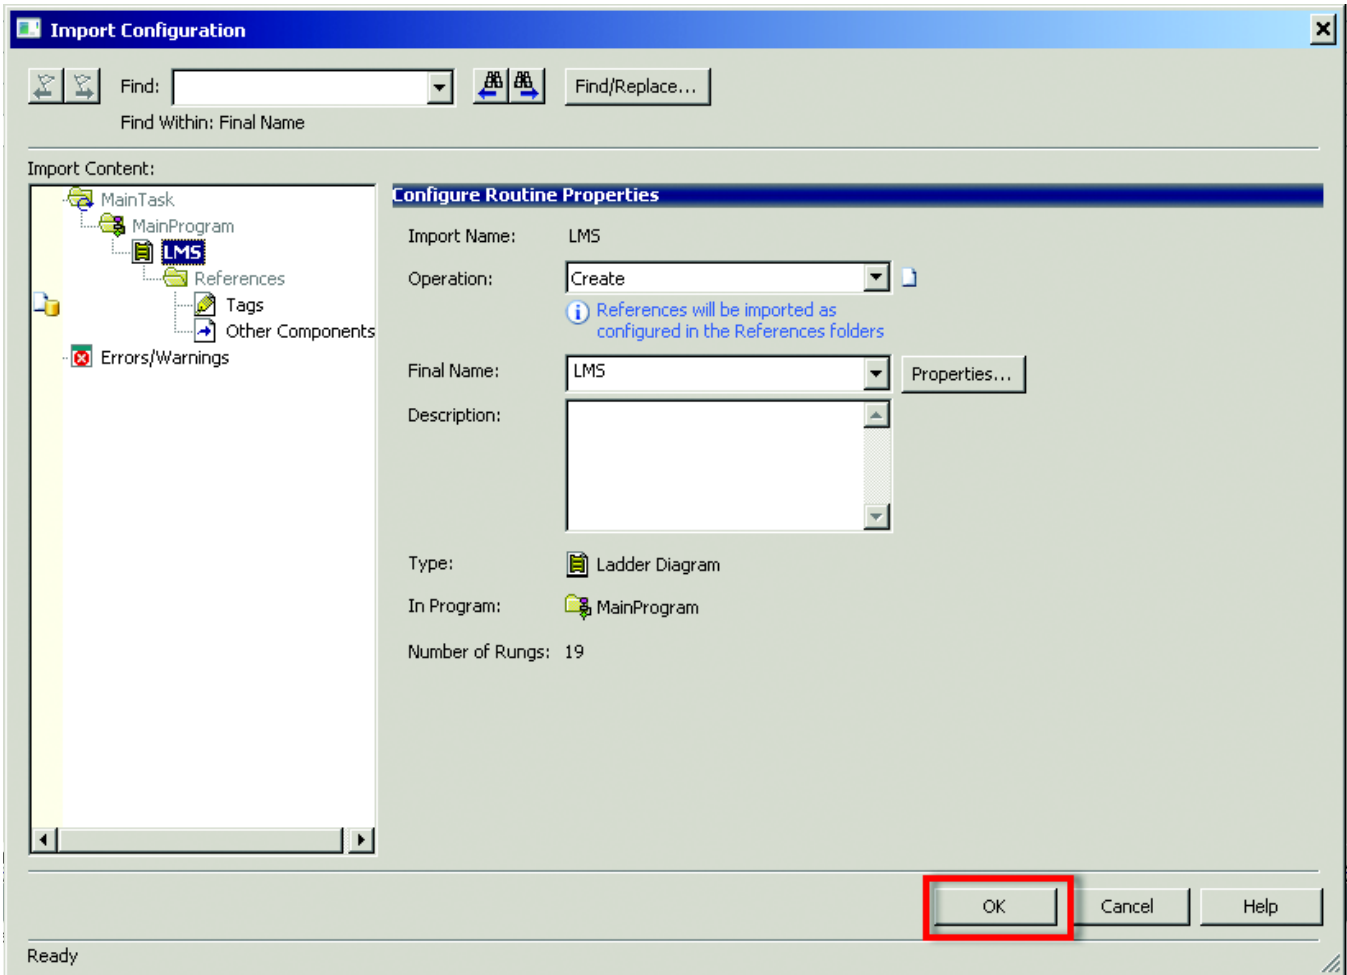 Import Configuration
Find:
Find/Replace...
Find Within: Final Name
Import Content:
MainTask
MainProgram
LMS
References
Tags
Other Components
Errors/Warnings
Configure Routine Properties
Import Name: LMS
Operation: Create
References will be imported as
configured in the References folders
Final Name: LMS Properties...
Description:
Type: Ladder Diagram
In Program: MainProgram
Number of Rungs: 19
OK Cancel Help
Ready